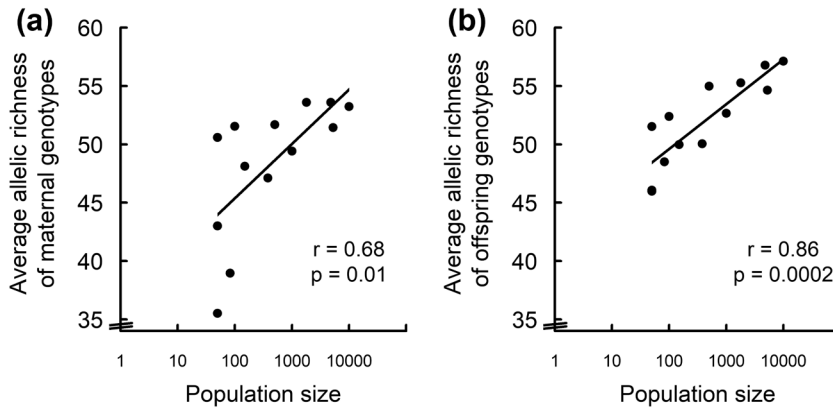 (a)
Average allelic richness
of maternal genotypes
60
55
50
45
40
35
r = 0.68
p = 0.01
1 10 100 1000 10000
Population size
(b)
Average allelic richness
of offspring genotypes
60
55
50
45
40
35
r = 0.86
p = 0.0002
1 10 100 1000 10000
Population size